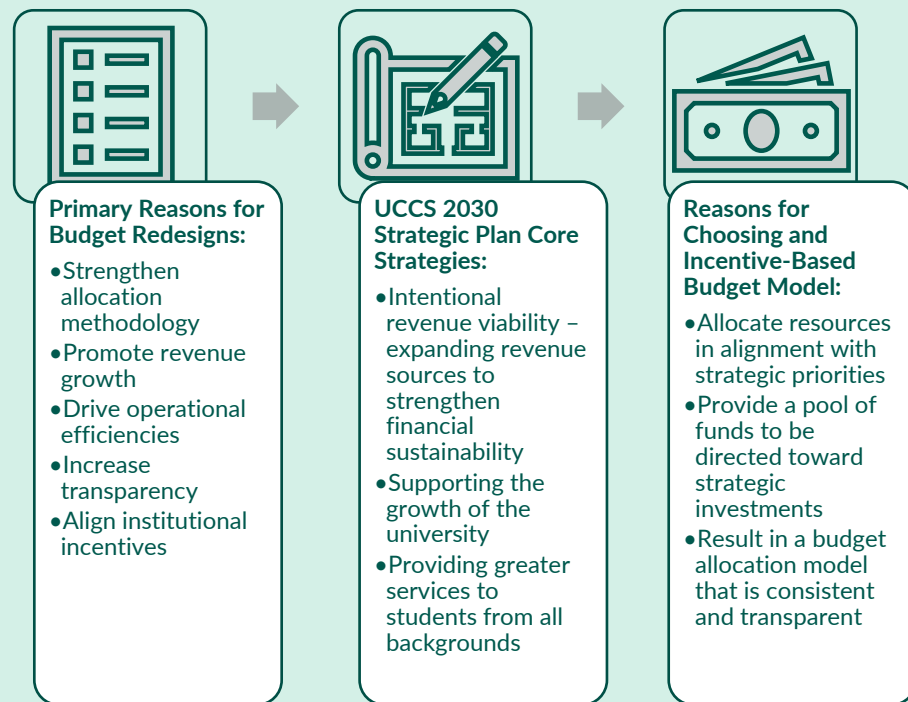 Primary Reasons for
Budget Redesigns:
•Strengthen
allocation
methodology
•Promote revenue
growth
•Drive operational
efficiencies
•Increase
transparency
•Align institutional
incentives
UCCS 2030
Strategic Plan Core
Strategies:
•Intentional
revenue viability –
expanding revenue
sources to
strengthen
financial
sustainability
•Supporting the
growth of the
university
•Providing greater
services to
students from all
backgrounds
Reasons for
Choosing and
Incentive-Based
Budget Model:
•Allocate resources
in alignment with
strategic priorities
•Provide a pool of
funds to be
directed toward
strategic
investments
•Result in a budget
allocation model
that is consistent
and transparent